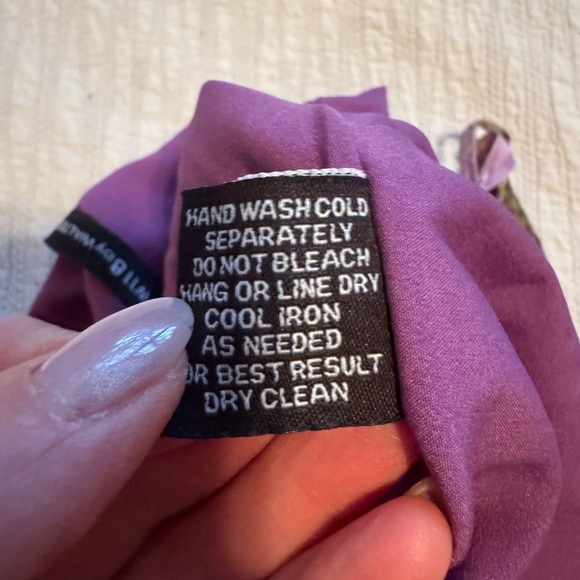 HAND WASH COLD
SEPARATELY
DO NOT BLEACH
HANG OR LINE DRY
COOL IRON
AS NEEDED
OR BEST RESULT
DRY CLEAN
by